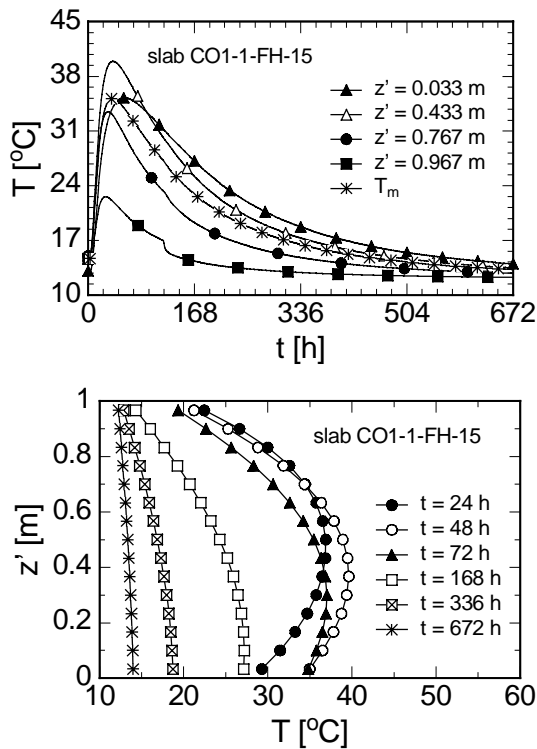 45
38
31
24
17
10
T [°C]
slab CO1-1-FH-15
z' = 0.033 m
z' = 0.433 m
z' = 0.767 m
z' = 0.967 m
Tm
0 168 336 504 672
t [h]
1
0.8
0.6
0.4
0.2
0
z' [m]
slab CO1-1-FH-15
t = 24 h
t = 48 h
t = 72 h
t = 168 h
t = 336 h
t = 672 h
10 20 30 40 50 60
T [°C]